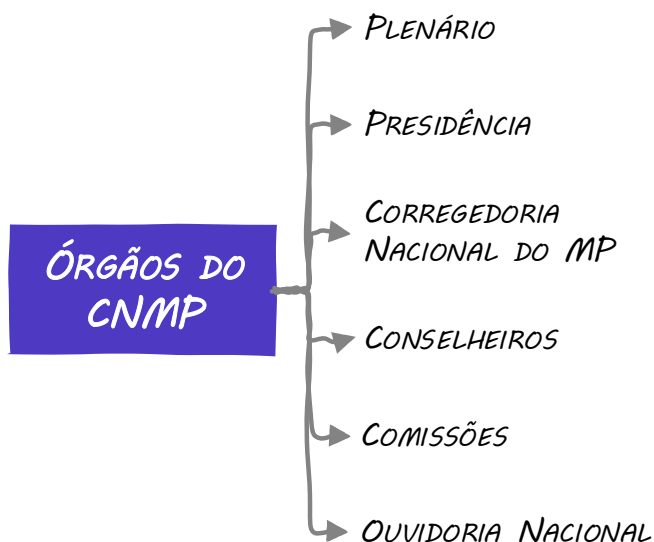 Órgãos do
CNMP
Plenário
Presidência
Corregedoria
Nacional do MP
Conselheiros
Comissões
Ouvidoria Nacional